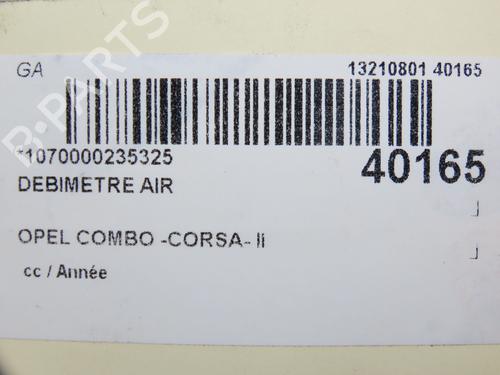 GA
13210801 40165
*1070000235325
40165
DEBIMETRE AIR
OPEL COMBO -CORSA- II
cc / Année
B-PARTS